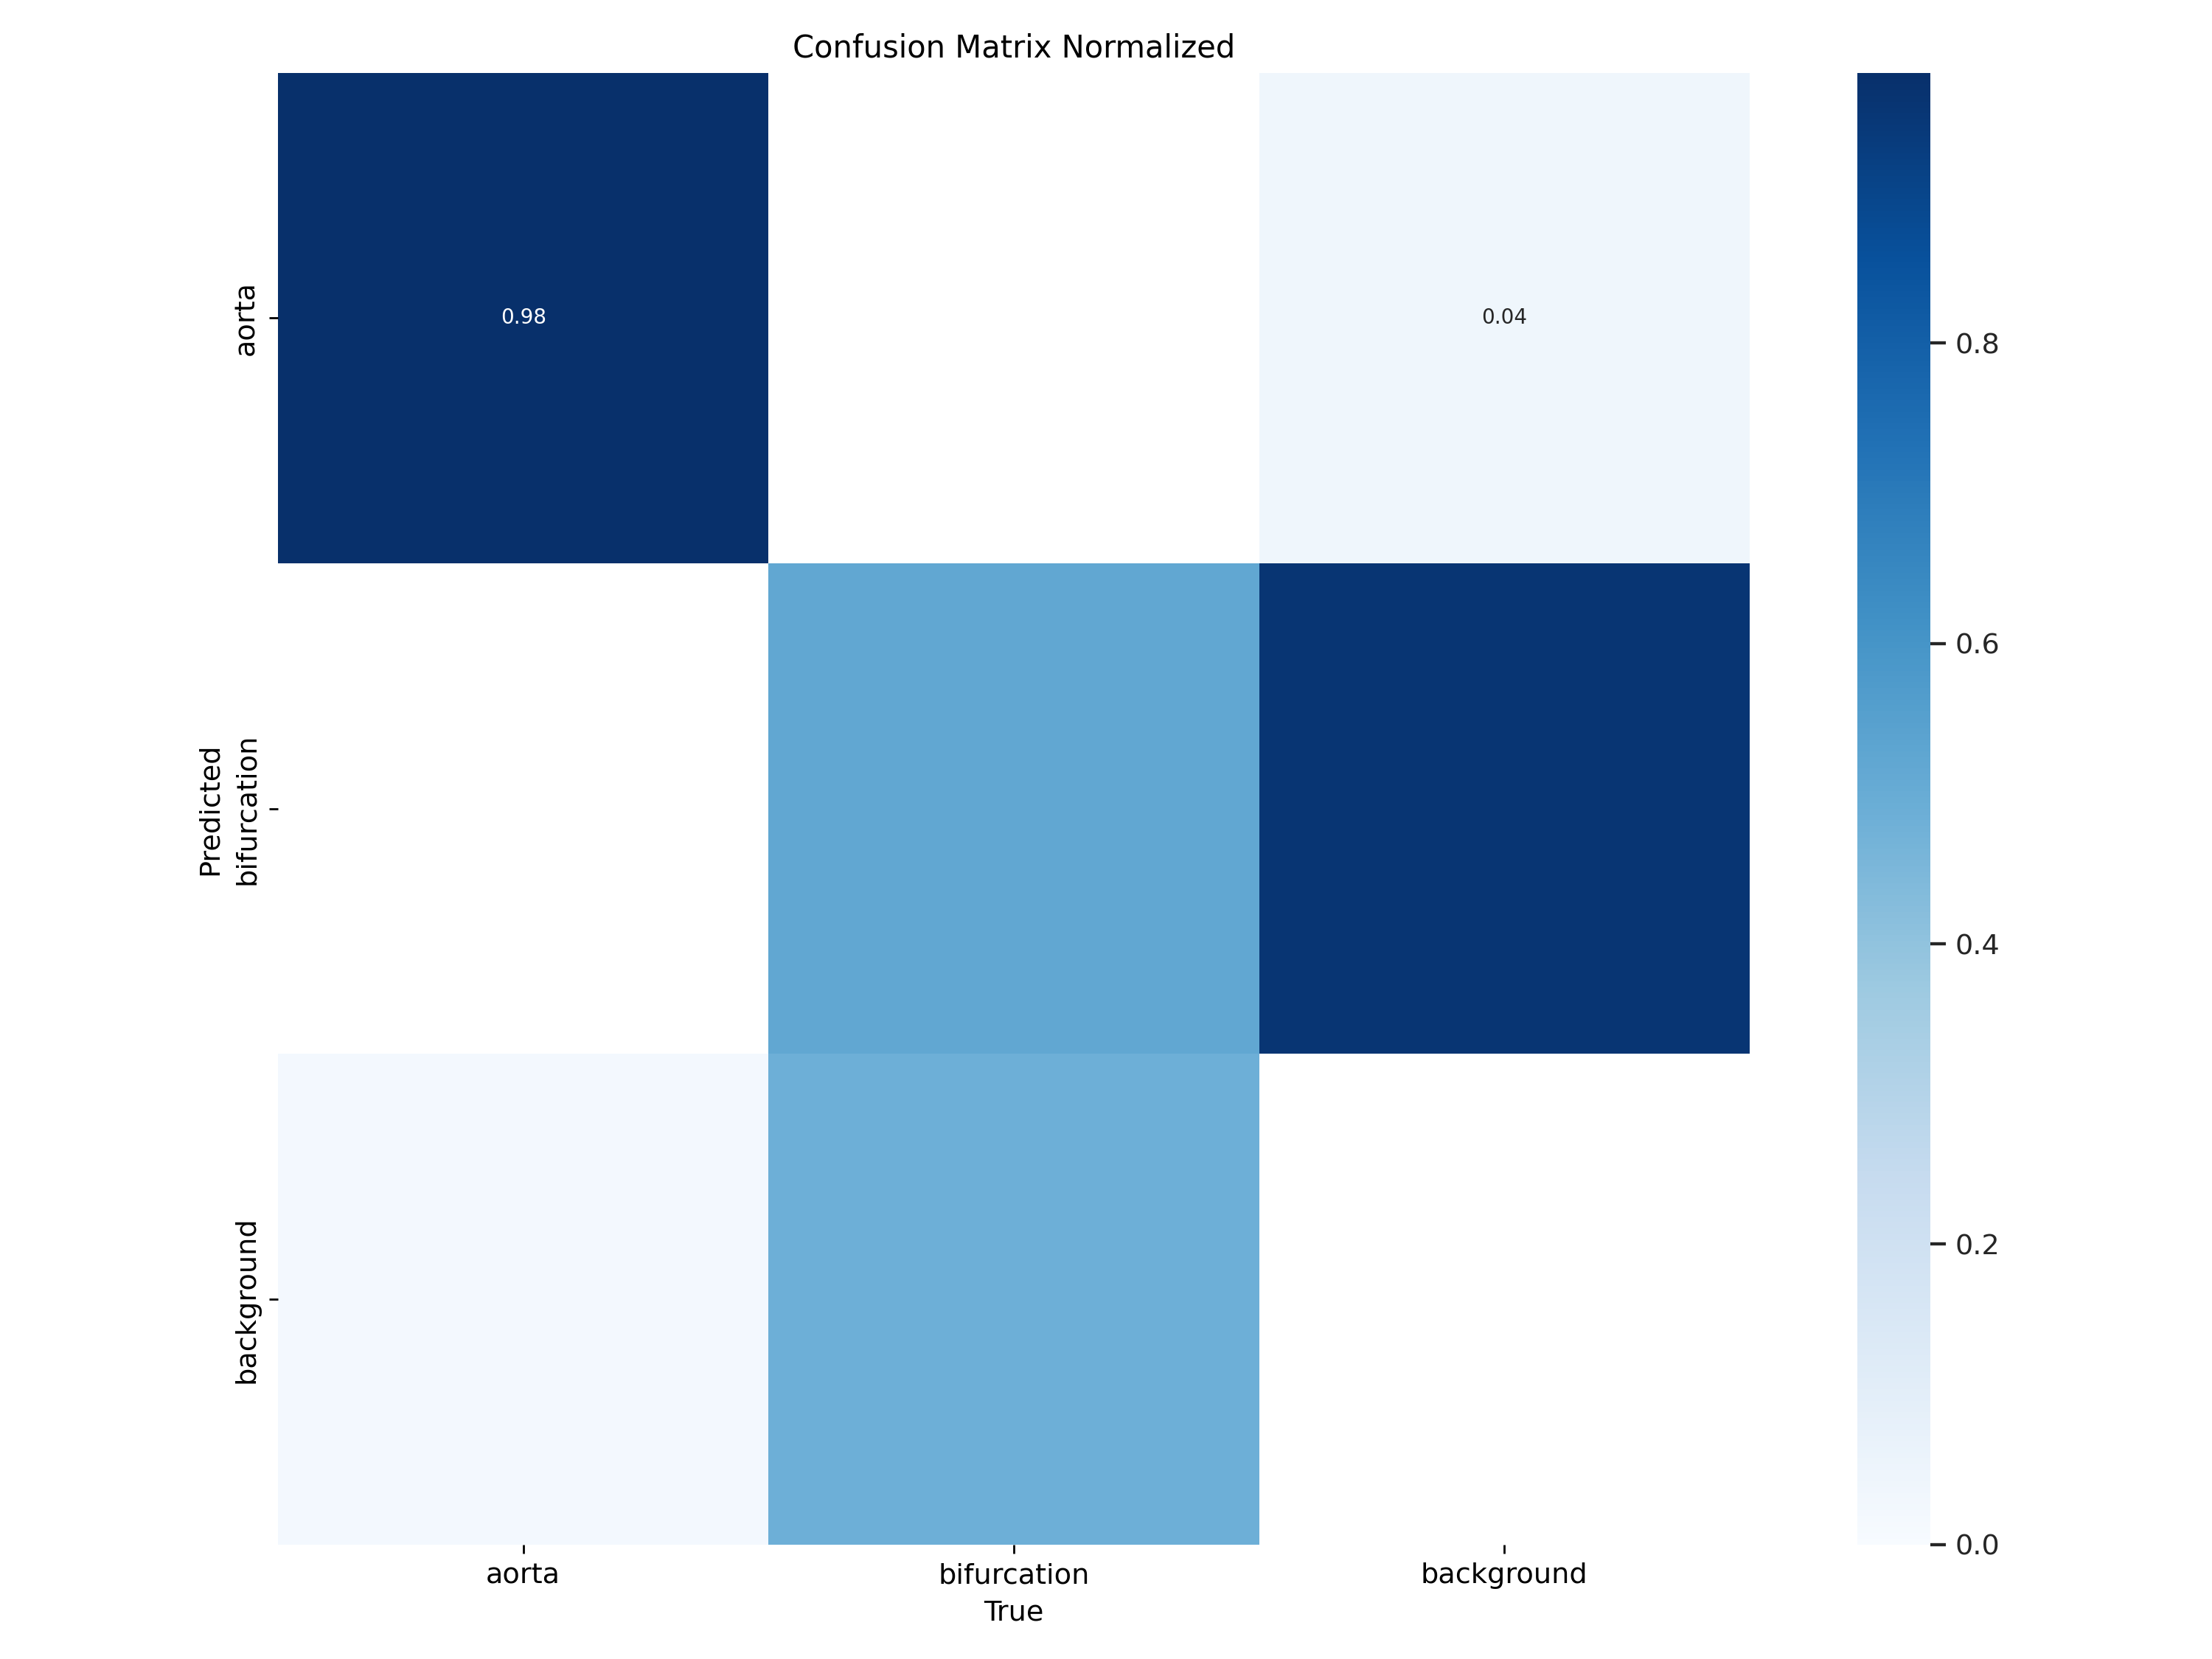 Confusion Matrix Normalized
aorta
0.98
0.04
Predicted
bifurcation
background
aorta
bifurcation
background
True
0.8
0.6
0.4
0.2
0.0